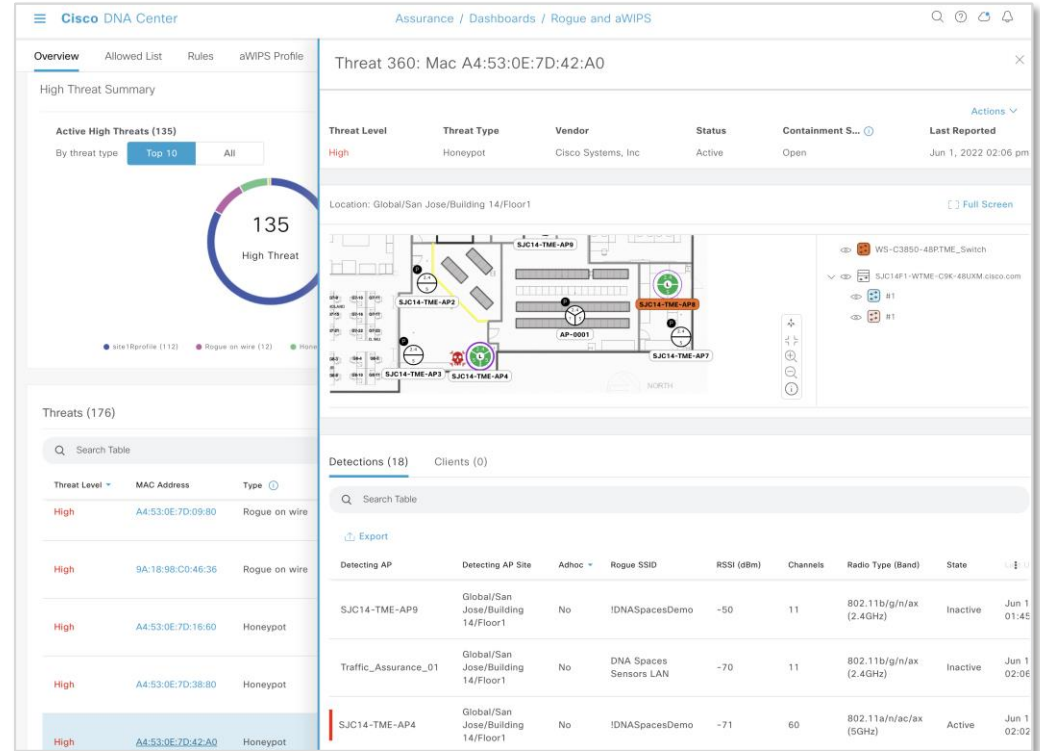 Cisco DNA Center
Assurance / Dashboards / Rogue and aWIPS
Overview Allowed List Rules aWIPS Profile
High Threat Summary
Active High Threats (135)
By threat type Top 10 All
135
High Threat
site1Rprofile (112) Rogue on wire (12) Hone
Threats (176)
Search Table
Threat Level MAC Address Type
High A4:53:0E:7D:09:80 Rogue on wire
High 9A:18:98:C0:46:36 Rogue on wire
High A4:53:0E:7D:16:60 Honeypot
High A4:53:0E:7D:38:80 Honeypot
High A4:53:0E:7D:42:A0 Honeypot
Threat 360: Mac A4:53:0E:7D:42:A0
Actions
Threat Level Threat Type Vendor Status Containment S... Last Reported
High Honeypot Cisco Systems, Inc Active Open Jun 1, 2022 02:06 pm
Location: Global/San Jose/Building 14/Floor1
Full Screen
SJC14-TME-AP9
SJC14-TME-AP2
SJC14-TME-AP8
AP-0001
SJC14-TME-AP7
SJC14-TME-AP3
SJC14-TME-AP4
NORTH
WS-C3850-48P.TME_Switch
SJC14F1-WTME-C9K-48UXM.cisco.com
#1
#1
Detections (18) Clients (0)
Search Table
Export
Detecting AP Detecting AP Site Adhoc Rogue SSID RSSI (dBm) Channels Radio Type (Band) State
SJC14-TME-AP9 Global/San Jose/Building 14/Floor1 No !DNASpacesDemo -50 11 802.11b/g/n/ax (2.4GHz) Inactive Jun 1 01:45
Traffic_Assurance_01 Global/San Jose/Building 14/Floor1 No DNA Spaces Sensors LAN -70 11 802.11b/g/n/ax (2.4GHz) Inactive Jun 1 02:06
SJC14-TME-AP4 Global/San Jose/Building 14/Floor1 No !DNASpacesDemo -71 60 802.11a/n/ac/ax (5GHz) Active Jun 1 02:02